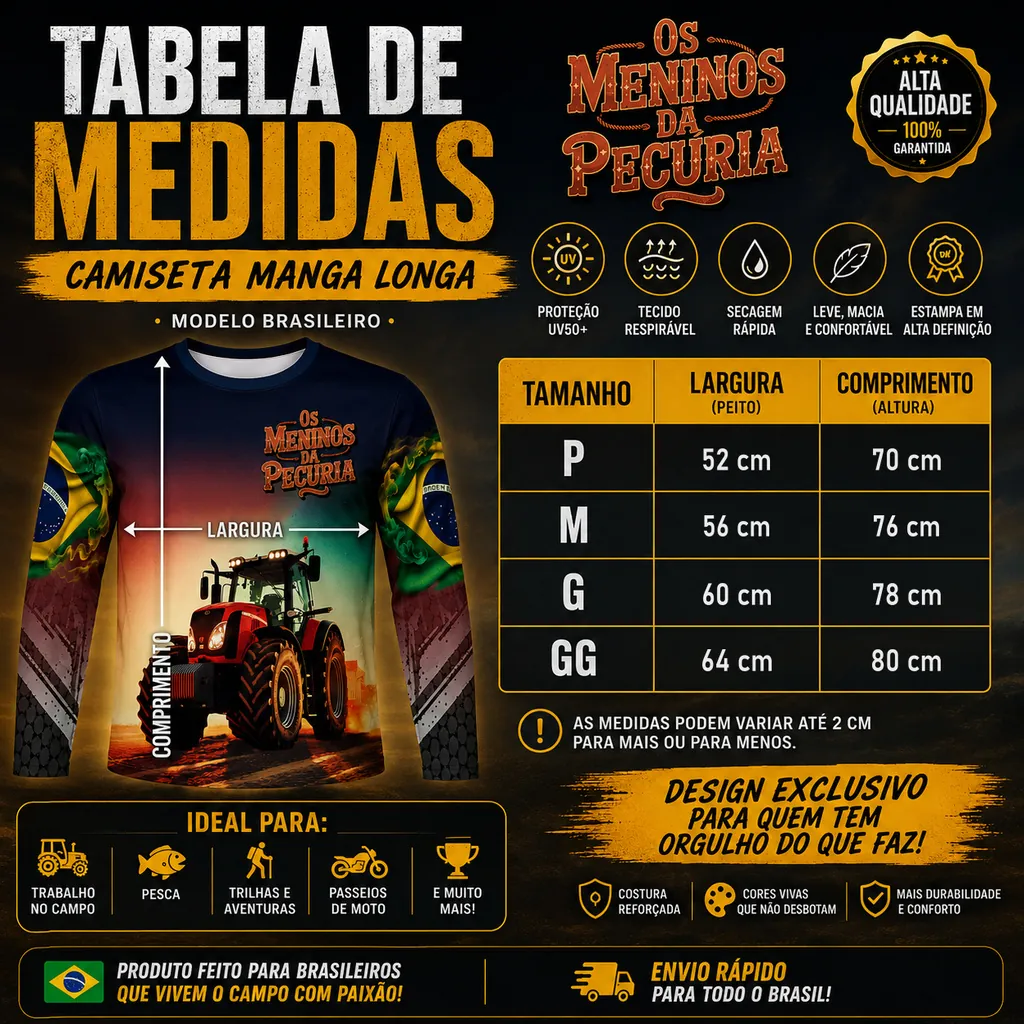 TABELA DE
MEDIDAS
CAMISETA MANGA LONGA
• MODELO BRASILEIRO •
OS
MENINOS
DA
PECÚRIA
ALTA
QUALIDADE
100%
GARANTIDA
UV
PROTEÇÃO
UV50+
TECIDO
RESPIRÁVEL
SECAGEM
RÁPIDA
LEVE, MACIA
E CONFORTÁVEL
ESTAMPA EM
ALTA DEFINIÇÃO
OS
MENINOS
DA
PECURIA
LARGURA
COMPRIMENTO
TAMANHO LARGURA (PEITO) COMPRIMENTO (ALTURA)
P 52 cm 70 cm
M 56 cm 76 cm
G 60 cm 78 cm
GG 64 cm 80 cm
! AS MEDIDAS PODEM VARIAR ATÉ 2 CM
PARA MAIS OU PARA MENOS.
DESIGN EXCLUSIVO
PARA QUEM TEM
ORGULHO DO QUE FAZ!
IDEAL PARA:
TRABALHO
NO CAMPO
PESCA
TRILHAS E
AVENTURAS
PASSEIOS
DE MOTO
E MUITO
MAIS!
COSTURA
REFORÇADA
CORES VIVAS
QUE NÃO DESBOTAM
MAIS DURABILIDADE
E CONFORTO
PRODUTO FEITO PARA BRASILEIROS
QUE VIVEM O CAMPO COM PAIXÃO!
ENVIO RÁPIDO
PARA TODO O BRASIL!